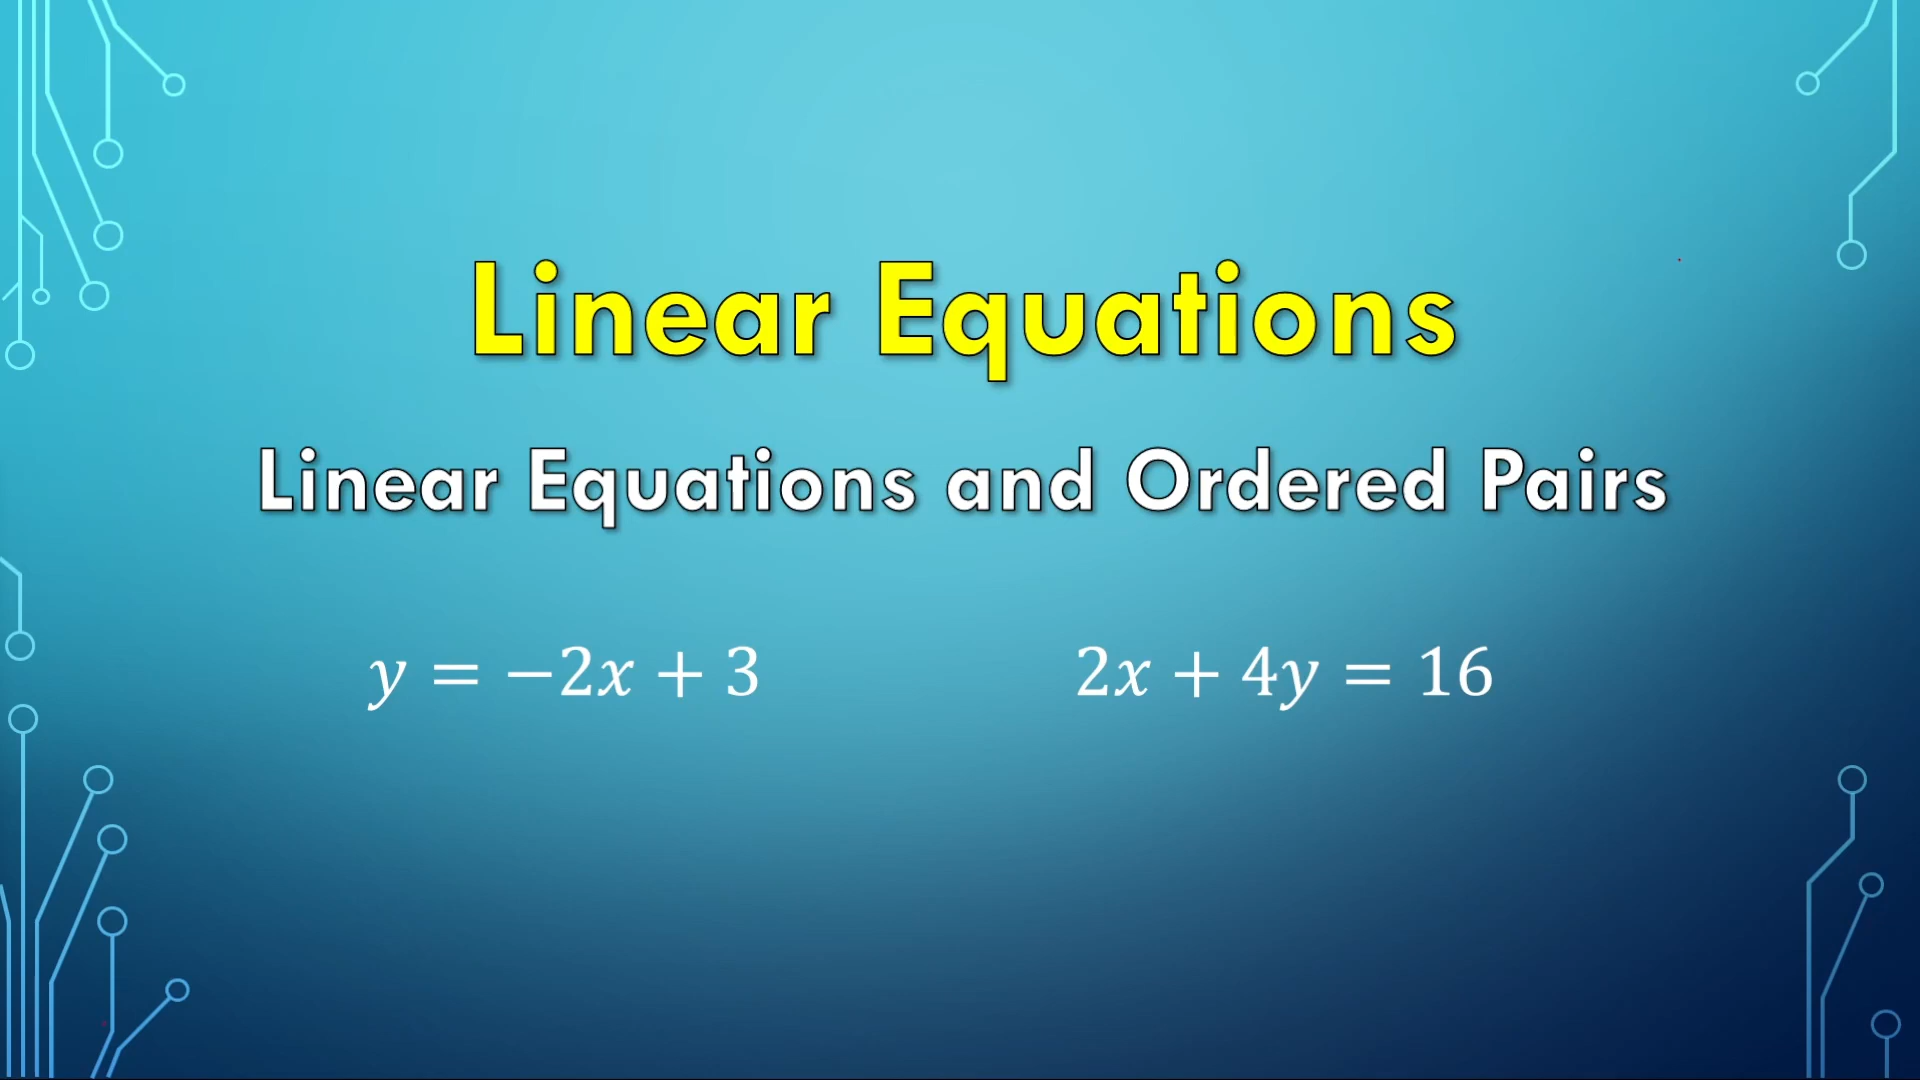 Linear Equations
Linear Equations and Ordered Pairs
y = −2x + 3
2x + 4y = 16